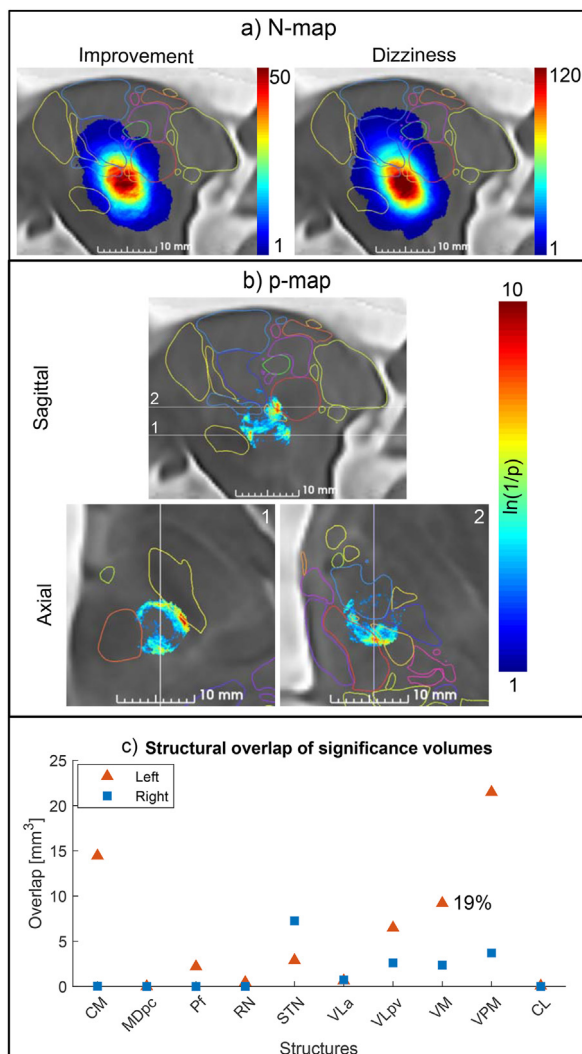 a) N-map
Improvement
Dizziness
50
120
10 mm
10 mm
1
1
b) p-map
10
Sagittal
2
1
10 mm
ln(1/p)
Axial
1
2
10 mm
10 mm
1
c) Structural overlap of significance volumes
25
Left
Right
20
15
10
5
0
Overlap [mm³]
19%
CM
MDpc
Pf
RN
STN
VLa
VLpv
VM
VPM
CL
Structures